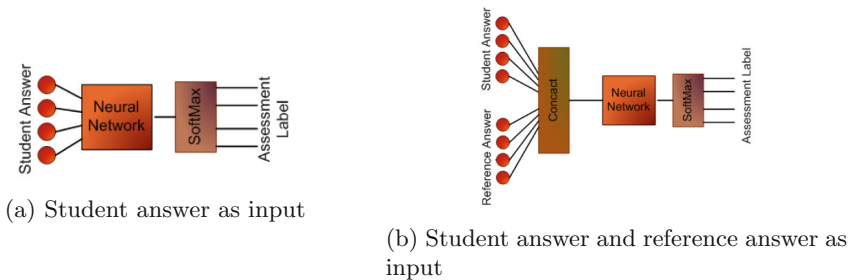 Student Answer
Neural
Network
SoftMax
Assessment
Label
(a) Student answer as input
Student Answer
Reference Answer
Concact
Neural
Network
SoftMax
Assessment Label
(b) Student answer and reference answer as
input